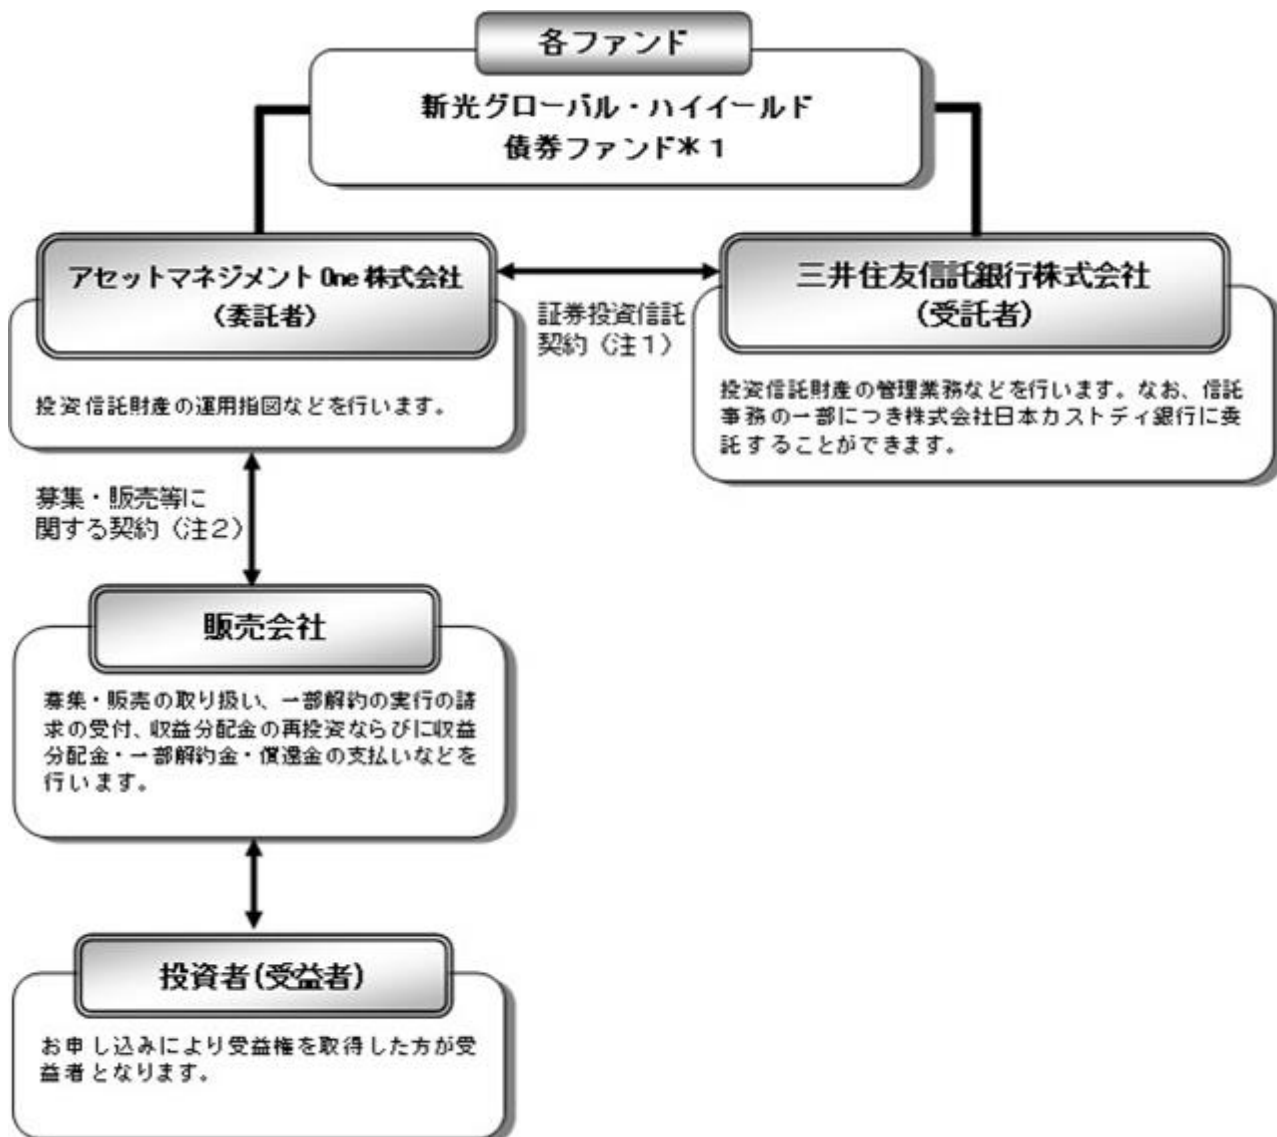 各ファンド
新光グローバル・ハイイールド
債券ファンド＊１
アセットマネジメント One 株式会社
（委託者）
投資信託財産の運用指図などを行います。
証券投資信託
契約（注１）
三井住友信託銀行株式会社
（受託者）
投資信託財産の管理業務などを行います。なお、信託
事務の一部につき株式会社日本カストディ銀行に委
託することができます。
募集・販売等に
関する契約（注２）
販売会社
募集・販売の取り扱い、一部解約の実行の請
求の受付、収益分配金の再投資ならびに収益
分配金・一部解約金・償還金の支払いなどを
行います。
投資者(受益者)
お申し込みにより受益権を取得した方が受
益者となります。